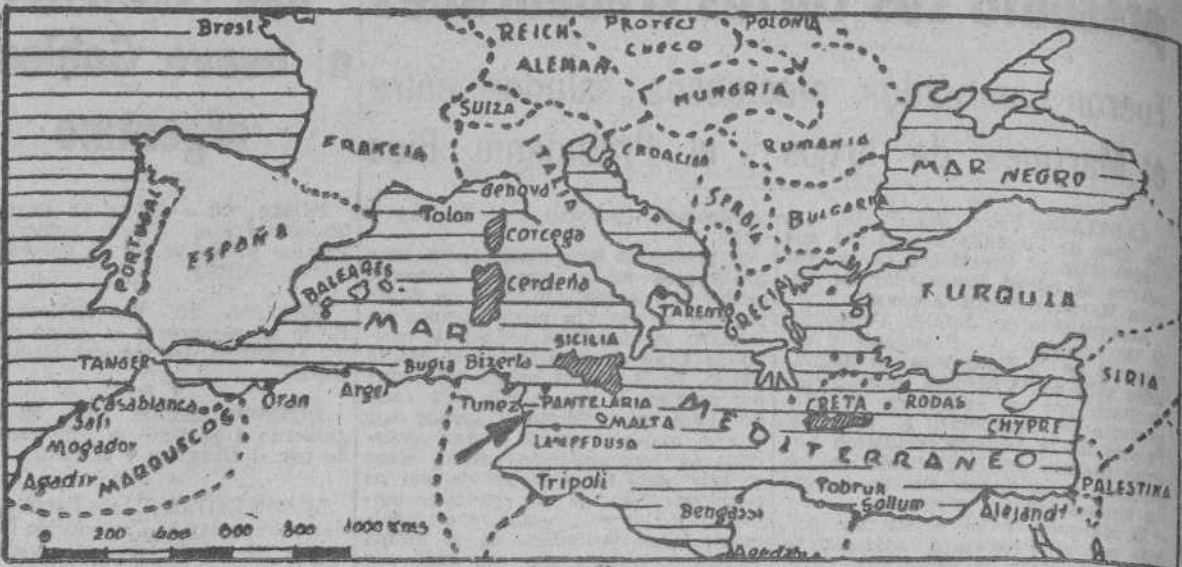 Brest
REICH
ALEMAN
PROTECT
CHECO
POLONIA
SUIZA
HUNGRIA
FRANCIA
ITALIA
CROACIA
RUMANIA
MAR NEGRO
Genova
Tolon
SERBIA
BULGARIA
PORTUGAL
ESPAÑA
Corcega
BALEARES
Cerdeña
TARENTO
GRECIA
TURQUIA
MAR
SICILIA
TANGER
Bugia
Bizerta
SIRIA
Casablanca
Oran
Argel
Tunez
PANTELARIA
CRETA
RODAS
Safi
MALTA
MEDITERRANEO
CHYPRE
Mogador
MARRUECOS
LAMPEDUSA
Agadir
Tripoli
Tobruk
Sollum
PALESTINA
Bengassi
Alejandr
0 200 400 600 800 1000 Kms